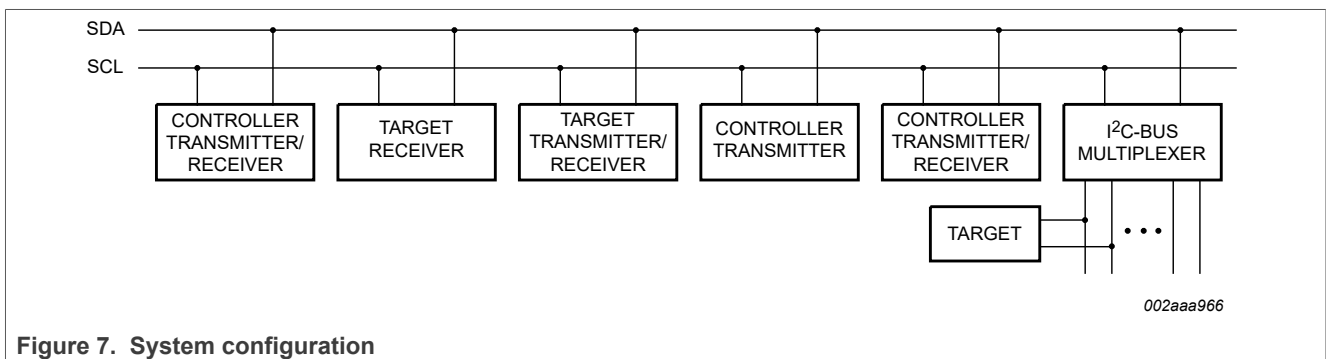 SDA
SCL
CONTROLLER
TRANSMITTER/
RECEIVER
TARGET
RECEIVER
TARGET
TRANSMITTER/
RECEIVER
CONTROLLER
TRANSMITTER
CONTROLLER
TRANSMITTER/
RECEIVER
I²C-BUS
MULTIPLEXER
TARGET
002aaa966
Figure 7. System configuration